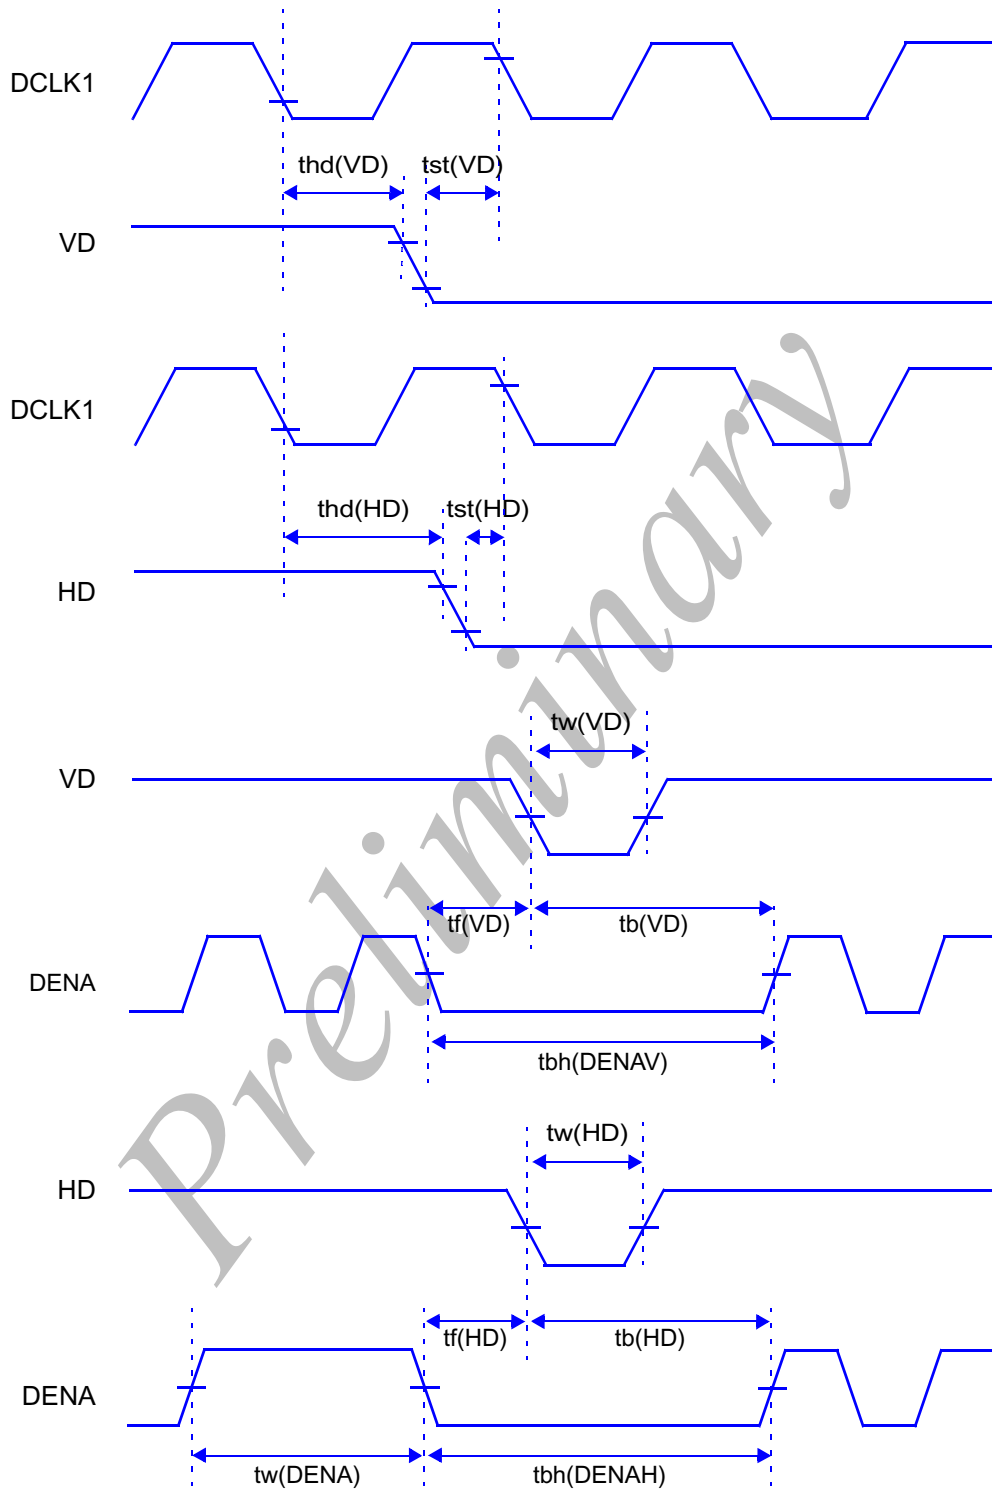 DCLK1
thd(VD) tst(VD)
VD
DCLK1
thd(HD) tst(HD)
HD
tw(VD)
VD
tf(VD) tb(VD)
DENA
tbh(DENAV)
tw(HD)
HD
tf(HD) tb(HD)
DENA
tw(DENA) tbh(DENAH)
Preliminary